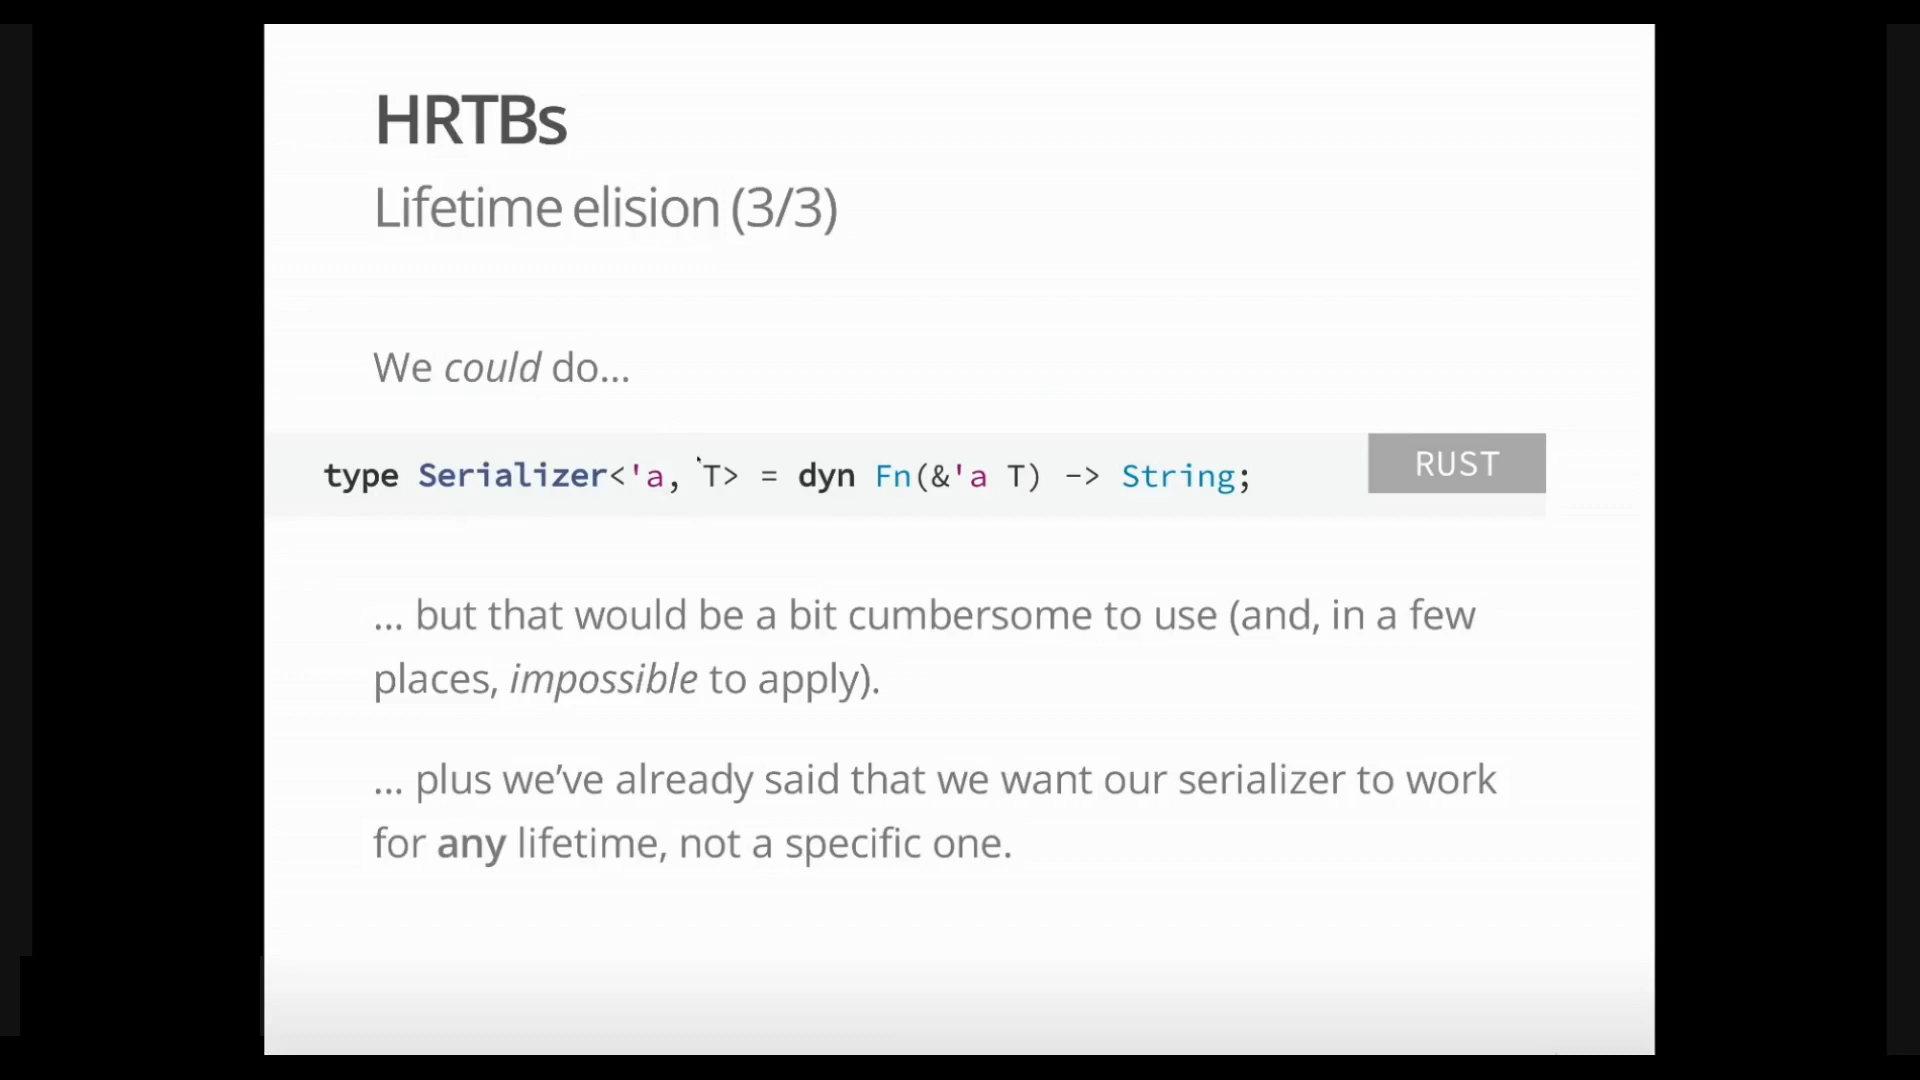 HRTBs
Lifetime elision (3/3)
We could do...
type Serializer<'a, T> = dyn Fn(&'a T) -> String;
RUST
... but that would be a bit cumbersome to use (and, in a few
places, impossible to apply).
... plus we’ve already said that we want our serializer to work
for any lifetime, not a specific one.